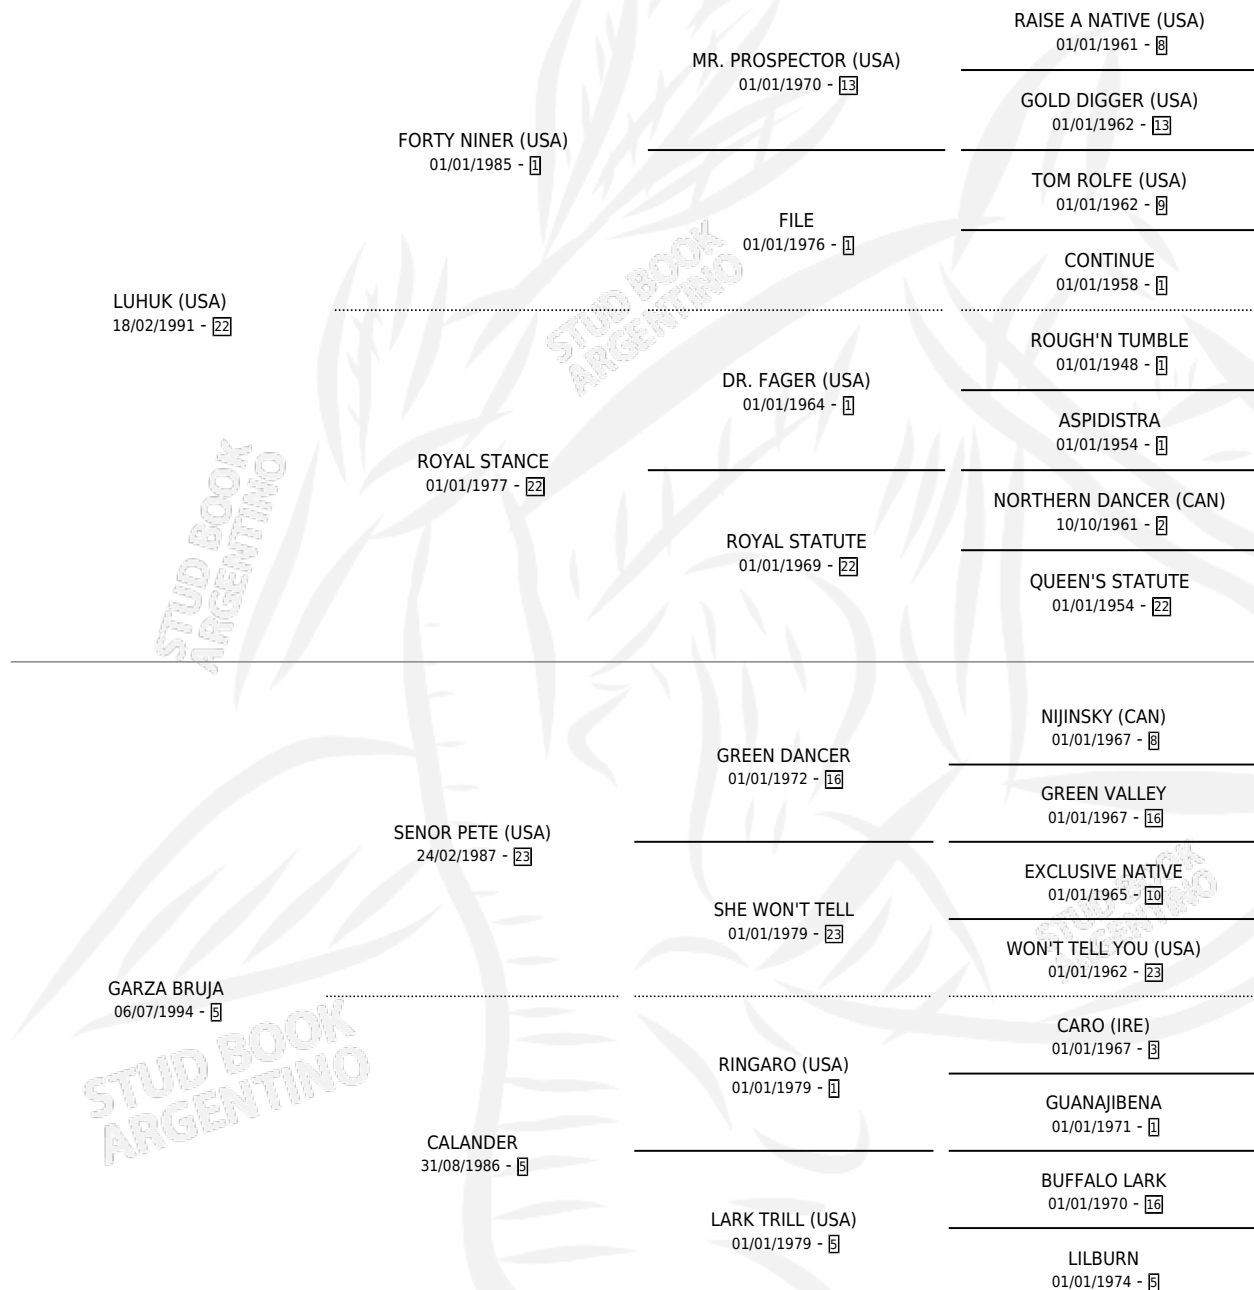 RAISE A NATIVE (USA)
01/01/1961 - 8
MR. PROSPECTOR (USA)
01/01/1970 - 13
GOLD DIGGER (USA)
01/01/1962 - 13
FORTY NINER (USA)
01/01/1985 - 1
TOM ROLFE (USA)
01/01/1962 - 9
FILE
01/01/1976 - 1
CONTINUE
01/01/1958 - 1
LUHUK (USA)
18/02/1991 - 22
ROUGH'N TUMBLE
01/01/1948 - 1
DR. FAGER (USA)
01/01/1964 - 1
ASPIDISTRA
01/01/1954 - 1
ROYAL STANCE
01/01/1977 - 22
NORTHERN DANCER (CAN)
10/10/1961 - 2
ROYAL STATUTE
01/01/1969 - 22
QUEEN'S STATUTE
01/01/1954 - 22
NIJINSKY (CAN)
01/01/1967 - 8
GREEN DANCER
01/01/1972 - 16
GREEN VALLEY
01/01/1967 - 16
SENOR PETE (USA)
24/02/1987 - 23
EXCLUSIVE NATIVE
01/01/1965 - 10
SHE WON'T TELL
01/01/1979 - 23
WON'T TELL YOU (USA)
01/01/1962 - 23
GARZA BRUJA
06/07/1994 - 5
CARO (IRE)
01/01/1967 - 3
RINGARO (USA)
01/01/1979 - 1
GUANAJIBENA
01/01/1971 - 1
CALANDER
31/08/1986 - 5
BUFFALO LARK
01/01/1970 - 16
LARK TRILL (USA)
01/01/1979 - 5
LILBURN
01/01/1974 - 5
STUD BOOK
ARGENTINO
STUD BOOK
ARGENTINO
STUD BOOK
ARGENTINO
STUD BOOK
ARGENTINO